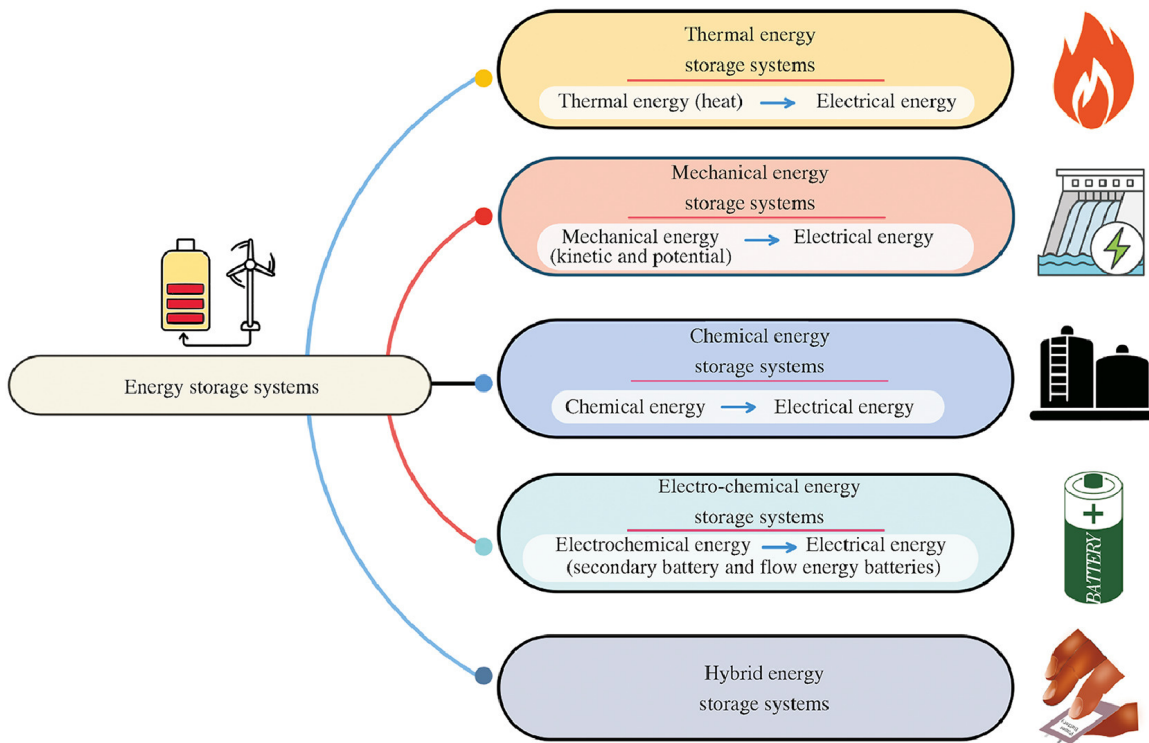 Thermal energy
storage systems
Thermal energy (heat) → Electrical energy
Mechanical energy
storage systems
Mechanical energy → Electrical energy
(kinetic and potential)
Energy storage systems
Chemical energy
storage systems
Chemical energy → Electrical energy
Electro-chemical energy
storage systems
Electrochemical energy → Electrical energy
(secondary battery and flow energy batteries)
+
BATTERY
Hybrid energy
storage systems